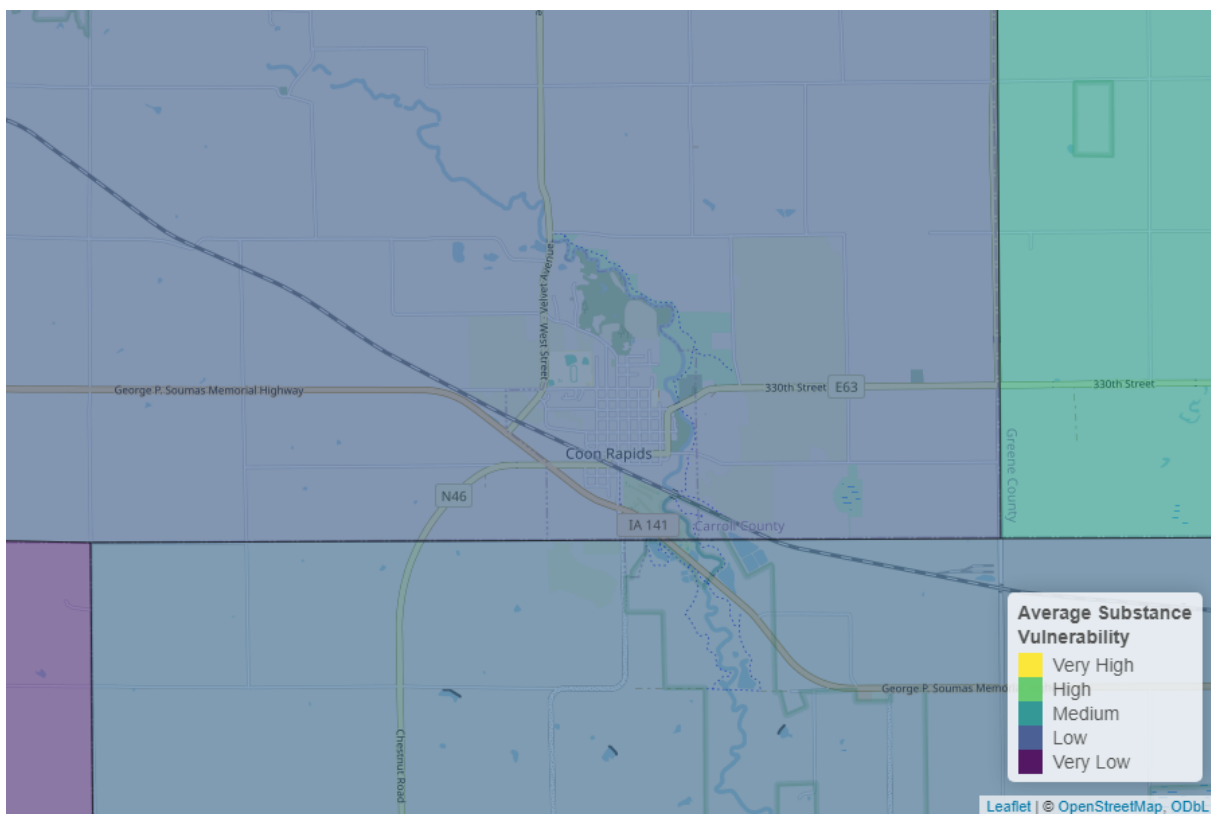 Velvet Avenue
West Street
George P. Soumas Memorial Highway
330th Street
E63
330th Street
Greene County
Coon Rapids
N46
IA 141
Carroll County
Chestnut Road
George P. Soumas Memo
Average Substance
Vulnerability
Very High
High
Medium
Low
Very Low
Leaflet | © OpenStreetMap, ODbL